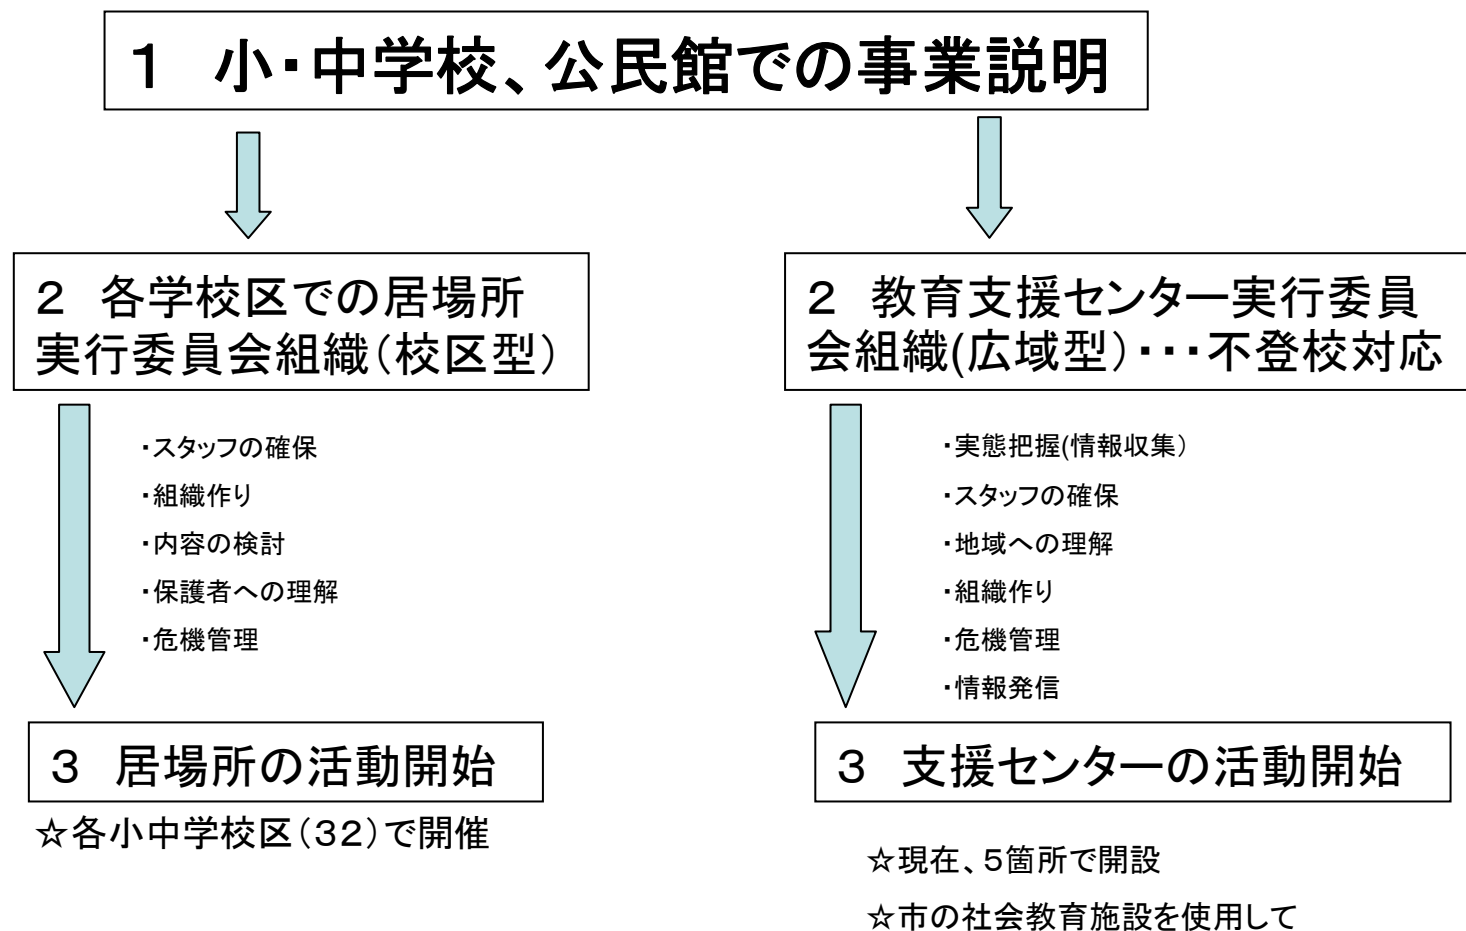 1　小・中学校、公民館での事業説明
2　各学校区での居場所
実行委員会組織（校区型）
・スタッフの確保
・組織作り
・内容の検討
・保護者への理解
・危機管理
3　居場所の活動開始
☆各小中学校区（32）で開催
2　教育支援センター実行委員
会組織(広域型）・・・不登校対応
・実態把握(情報収集）
・スタッフの確保
・地域への理解
・組織作り
・危機管理
・情報発信
3　支援センターの活動開始
☆現在、5箇所で開設
☆市の社会教育施設を使用して